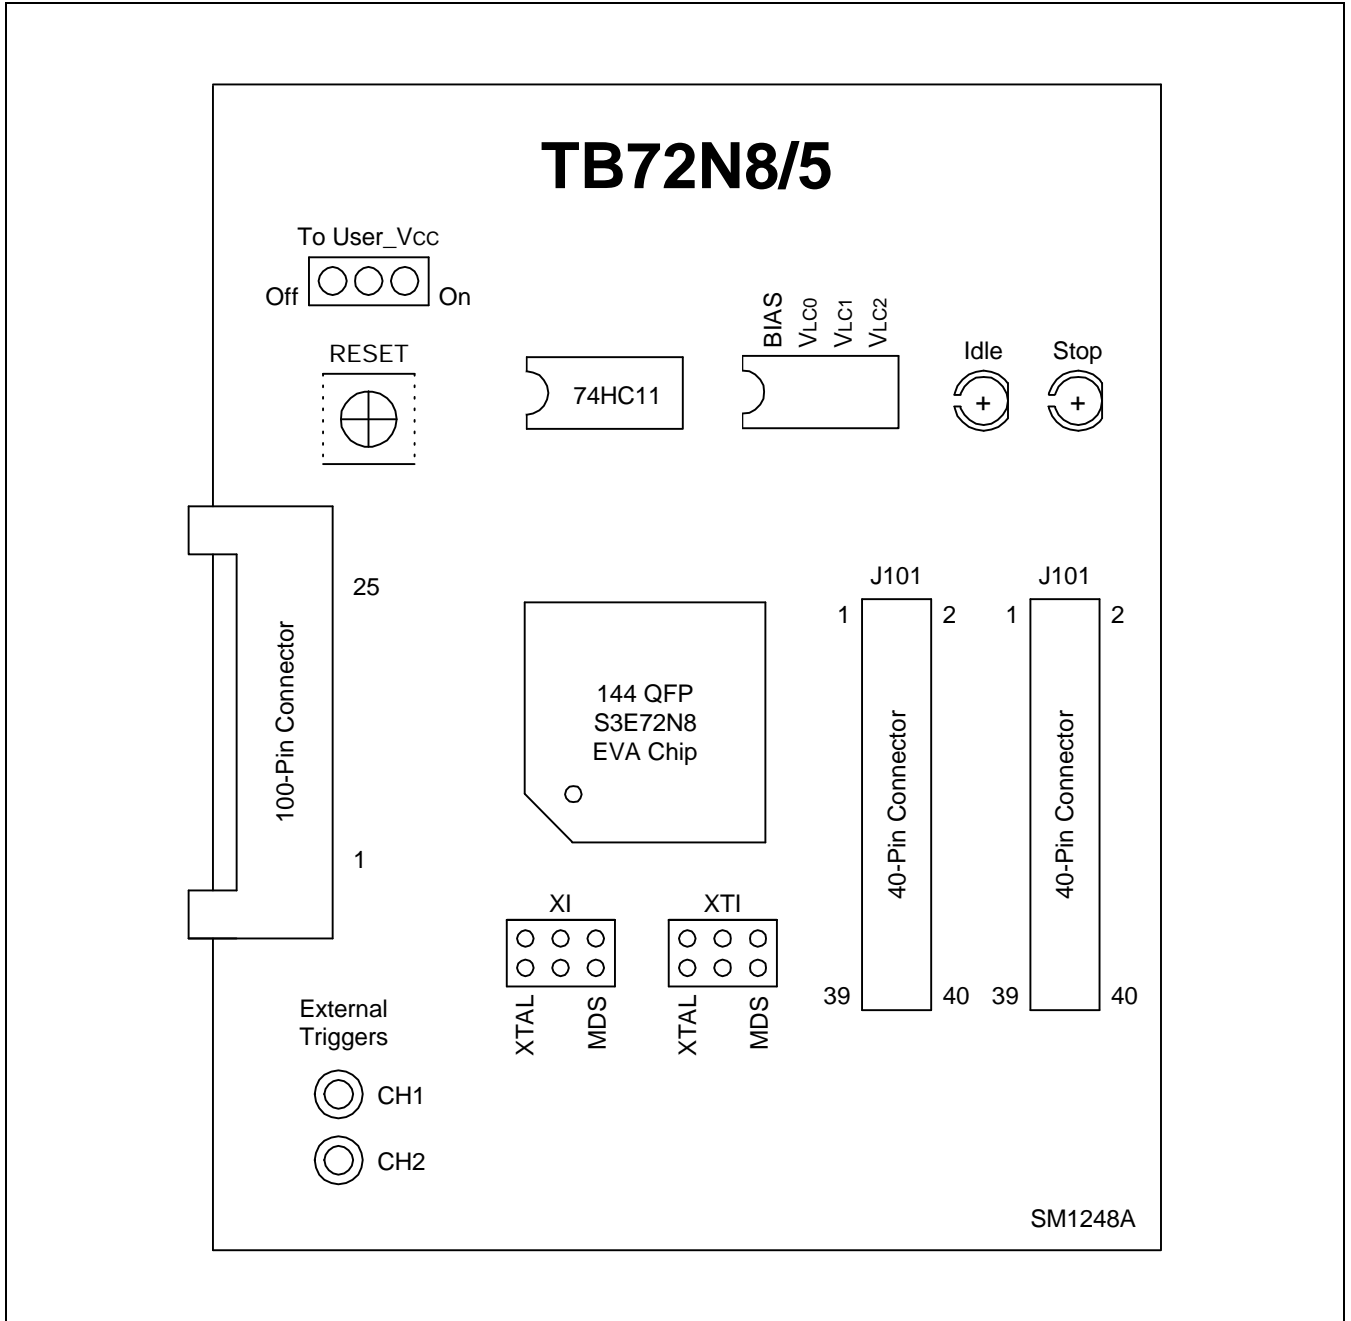 TB72N8/5
To User_VCC
Off
On
RESET
74HC11
BIAS
VLC0
VLC1
VLC2
Idle
Stop
25
100-Pin Connector
1
144 QFP
S3E72N8
EVA Chip
J101
1
2
40-Pin Connector
39
40
J101
1
2
40-Pin Connector
39
40
XI
XTAL
MDS
XTI
XTAL
MDS
External
Triggers
CH1
CH2
SM1248A